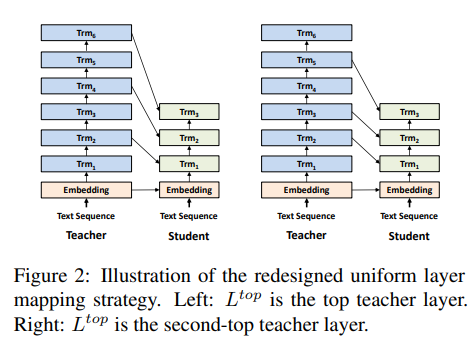 Trm₆ Trm₆
Trm₅ Trm₅
Trm₄ Trm₄
Trm₃ Trm₃ Trm₃ Trm₃
Trm₂ Trm₂ Trm₂ Trm₂
Trm₁ Trm₁ Trm₁ Trm₁
Embedding Embedding Embedding Embedding
Text Sequence Text Sequence Text Sequence Text Sequence
Teacher Student Teacher Student
Figure 2: Illustration of the redesigned uniform layer
mapping strategy. Left: L^top is the top teacher layer.
Right: L^top is the second-top teacher layer.